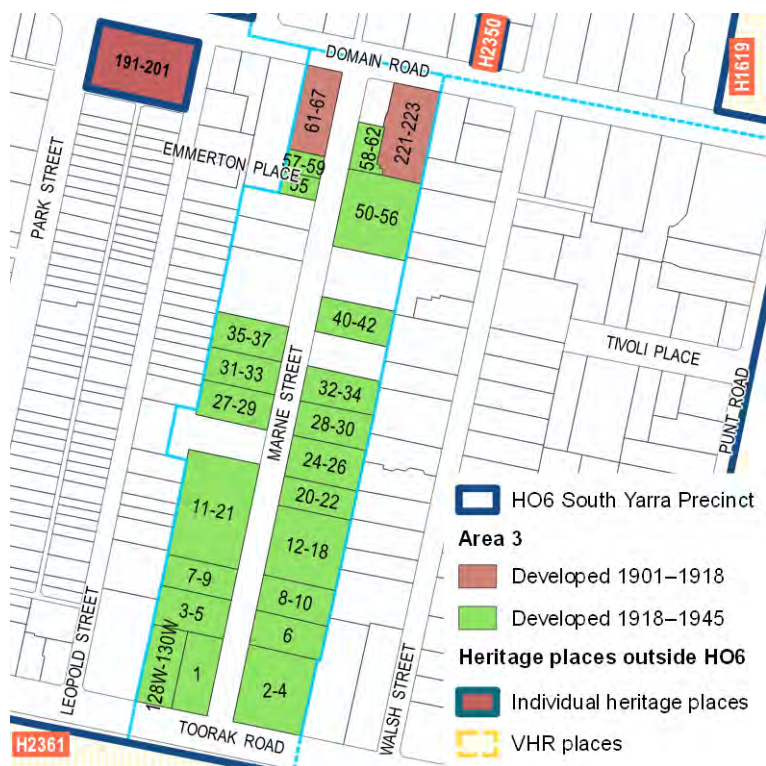 191-201
H2350
H1619
DOMAIN ROAD
61-67
58-62
221-223
EMMERTON PLACE
57-59
55
PARK STREET
50-56
40-42
35-37
31-33
27-29
TIVOLI PLACE
MARNE STREET
32-34
28-30
24-26
20-22
PUNT ROAD
11-21
12-18
7-9
8-10
3-5
6
LEOPOLD STREET
128W-130W
1
2-4
WALSH STREET
TOORAK ROAD
H2361
HO6 South Yarra Precinct
Area 3
Developed 1901–1918
Developed 1918–1945
Heritage places outside HO6
Individual heritage places
VHR places